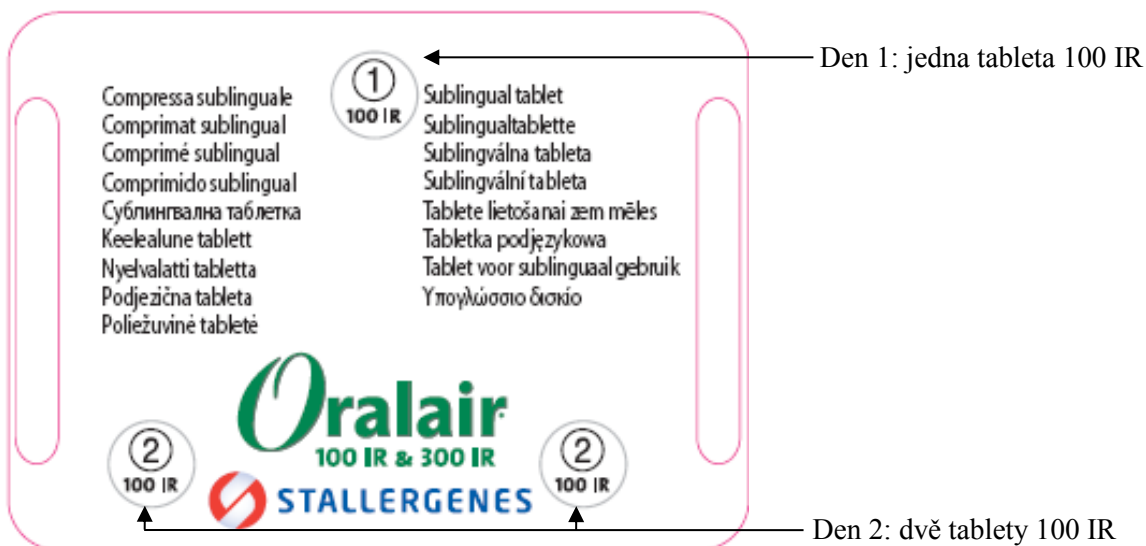 1
100 IR
Den 1: jedna tableta 100 IR
Compressa sublinguale
Comprimat sublingual
Comprimé sublingual
Comprimido sublingual
Сублингвална таблетка
Keelealune tablett
Nyelvalatti tabletta
Podjezična tableta
Poliežuvinė tabletė
Sublingual tablet
Sublingualtablette
Sublingválna tableta
Sublingvální tableta
Tablete lietošanai zem mēles
Tabletka podjęzykowa
Tablet voor sublinguaal gebruik
Υπογλώσσιο δισκίο
Oralair
100 IR & 300 IR
STALLERGENES
2
100 IR
2
100 IR
Den 2: dvě tablety 100 IR